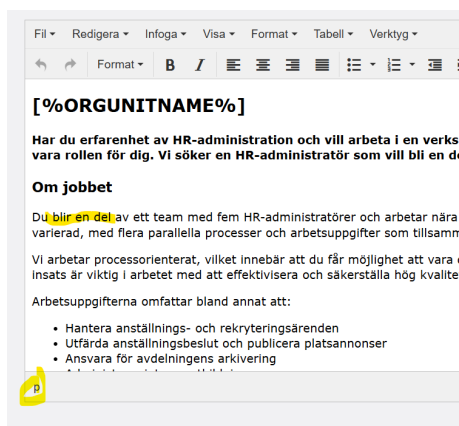 Fil Redigera Infoga Visa Format Tabell Verktyg
Format B I
[%ORGUNITNAME%]
Har du erfarenhet av HR-administration och vill arbeta i en verks
vara rollen för dig. Vi söker en HR-administratör som vill bli en de
Om jobbet
Du blir en del av ett team med fem HR-administratörer och arbetar nära
varierad, med flera parallella processer och arbetsuppgifter som tillsamm
Vi arbetar processorienterat, vilket innebär att du får möjlighet att vara
insats är viktig i arbetet med att effektivisera och säkerställa hög kvalite
Arbetsuppgifterna omfattar bland annat att:
• Hantera anställnings- och rekryteringsärenden
• Utfärda anställningsbeslut och publicera platsannonser
• Ansvara för avdelningens arkivering
p